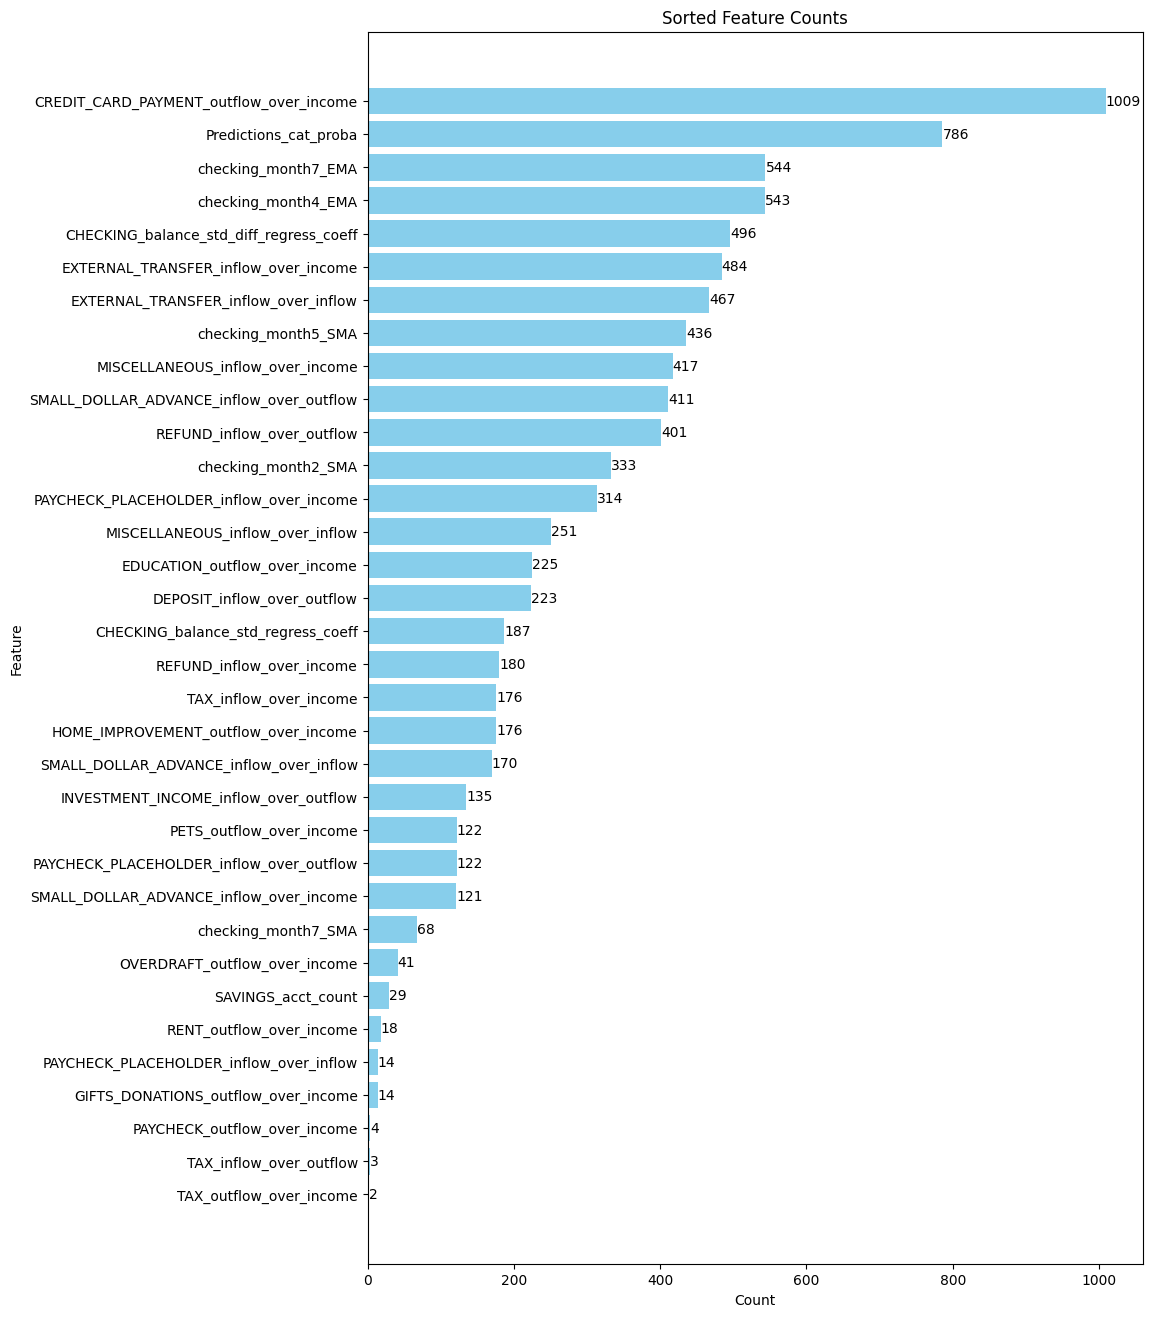 Sorted Feature Counts
CREDIT_CARD_PAYMENT_outflow_over_income 1009
Predictions_cat_proba 786
checking_month7_EMA 544
checking_month4_EMA 543
CHECKING_balance_std_diff_regress_coeff 496
EXTERNAL_TRANSFER_inflow_over_income 484
EXTERNAL_TRANSFER_inflow_over_inflow 467
checking_month5_SMA 436
MISCELLANEOUS_inflow_over_income 417
SMALL_DOLLAR_ADVANCE_inflow_over_outflow 411
REFUND_inflow_over_outflow 401
checking_month2_SMA 333
PAYCHECK_PLACEHOLDER_inflow_over_income 314
MISCELLANEOUS_inflow_over_inflow 251
EDUCATION_outflow_over_income 225
DEPOSIT_inflow_over_outflow 223
CHECKING_balance_std_regress_coeff 187
REFUND_inflow_over_income 180
TAX_inflow_over_income 176
HOME_IMPROVEMENT_outflow_over_income 176
SMALL_DOLLAR_ADVANCE_inflow_over_inflow 170
INVESTMENT_INCOME_inflow_over_outflow 135
PETS_outflow_over_income 122
PAYCHECK_PLACEHOLDER_inflow_over_outflow 122
SMALL_DOLLAR_ADVANCE_inflow_over_income 121
checking_month7_SMA 68
OVERDRAFT_outflow_over_income 41
SAVINGS_acct_count 29
RENT_outflow_over_income 18
PAYCHECK_PLACEHOLDER_inflow_over_inflow 14
GIFTS_DONATIONS_outflow_over_income 14
PAYCHECK_outflow_over_income 4
TAX_inflow_over_outflow 3
TAX_outflow_over_income 2
Feature
0 200 400 600 800 1000
Count